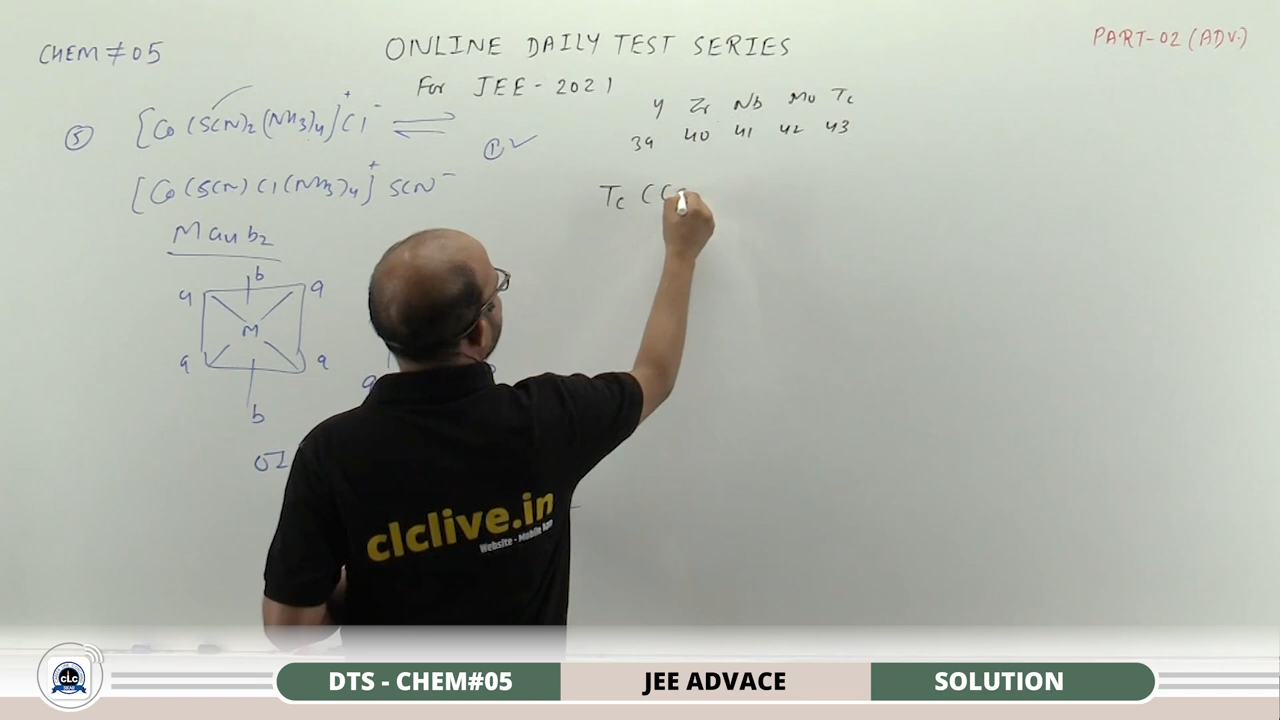 CHEM # 05
ONLINE DAILY TEST SERIES
For JEE - 2021
PART-02 (ADV.)
⑤ [Co(SCN)₂(NH₃)₄]⁺Cl⁻ ⇌
[Co(SCN)Cl(NH₃)₄]⁺ SCN⁻
① ✓
Y Zr Nb Mo Tc
39 40 41 42 43
Tc (C
Ma₄b₂
b
a a
M
a a
b
a
OI
clclive.in
Website - Mobile App
CLC
DTS - CHEM#05 JEE ADVACE SOLUTION